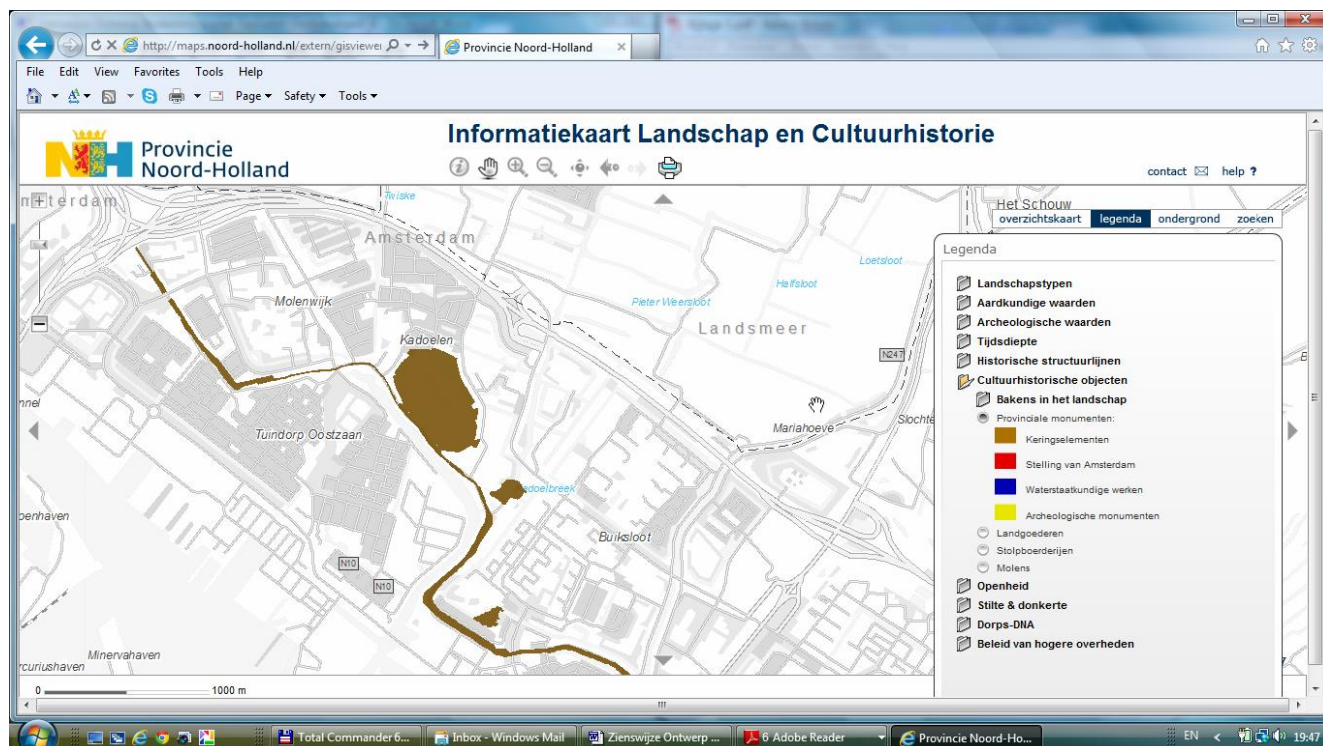 http://maps.noord-holland.nl/extern/gisviewer
Provincie Noord-Holland
File Edit View Favorites Tools Help
Page Safety Tools
Provincie
Noord-Holland
NH
Informatiekaart Landschap en Cultuurhistorie
contact help ?
Het Schouw
overzichtskaart legenda ondergrond zoeken
Twiske
Amsterdam
Loetsloot
Halfsloot
Molenwijk
Pieter Weersloot
Landsmeer
Kadoelen
N247
Mariahoeve
Tuindorp Oostzaan
Buiksloot
N10
N10
Minervahaven
0 1000 m
Legenda
Landschapstypen
Aardkundige waarden
Archeologische waarden
Tijdsdiepte
Historische structuurlijnen
Cultuurhistorische objecten
Bakens in het landschap
Provinciale monumenten:
Keringselementen
Stelling van Amsterdam
Waterstaatkundige werken
Archeologische monumenten
Landgoederen
Stolpboerderijen
Molens
Openheid
Stilte & donkerte
Dorps-DNA
Beleid van hogere overheden
Total Commander 6... Inbox - Windows Mail Zienswijze Ontwerp ... 6 Adobe Reader Provincie Noord-Ho... EN 19:47